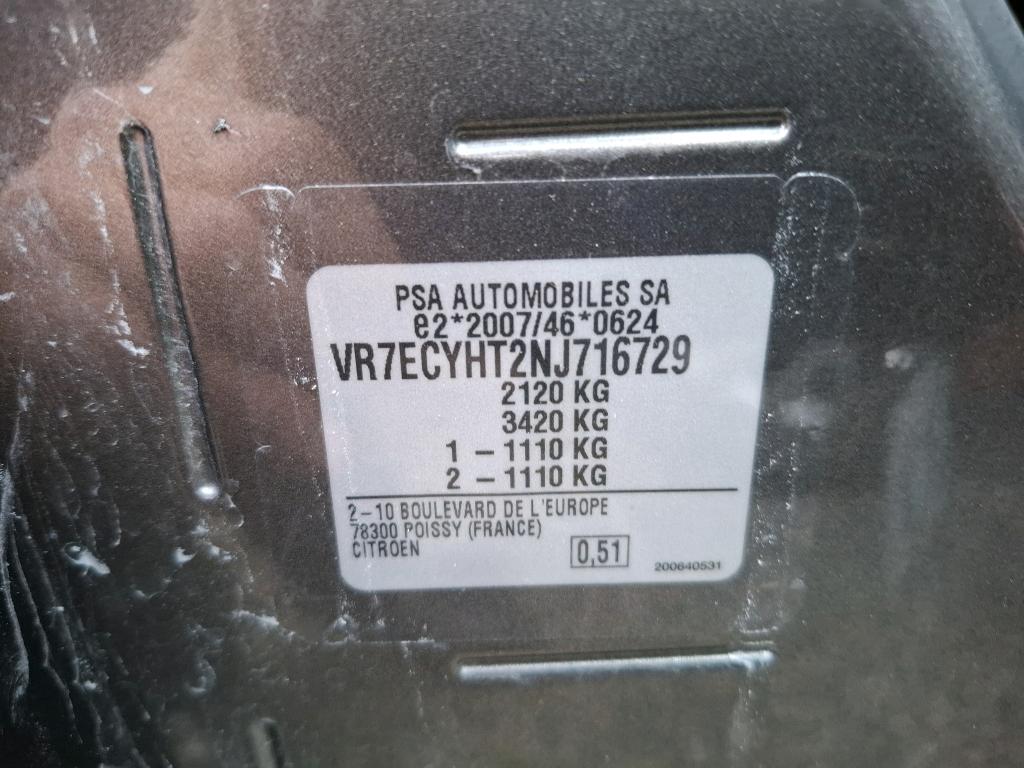 PSA AUTOMOBILES SA
e2*2007/46*0624
VR7ECYHT2NJ716729
2120 KG
3420 KG
1 - 1110 KG
2 - 1110 KG
2-10 BOULEVARD DE L'EUROPE
78300 POISSY (FRANCE)
CITROEN
0,51
200640531